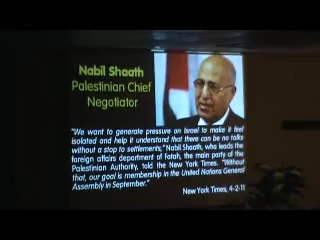 Nabil Shaath
Palestinian Chief
Negotiator
"We want to generate pressure on Israel to make it feel
isolated and help it understand that there can be no talks
without a stop to settlements," Nabil Shaath, who leads the
foreign affairs department of Fatah, the main party of the
Palestinian Authority, told the New York Times. "Without
that, our goal is membership in the United Nations General
Assembly in September."
New York Times, 4-2-11